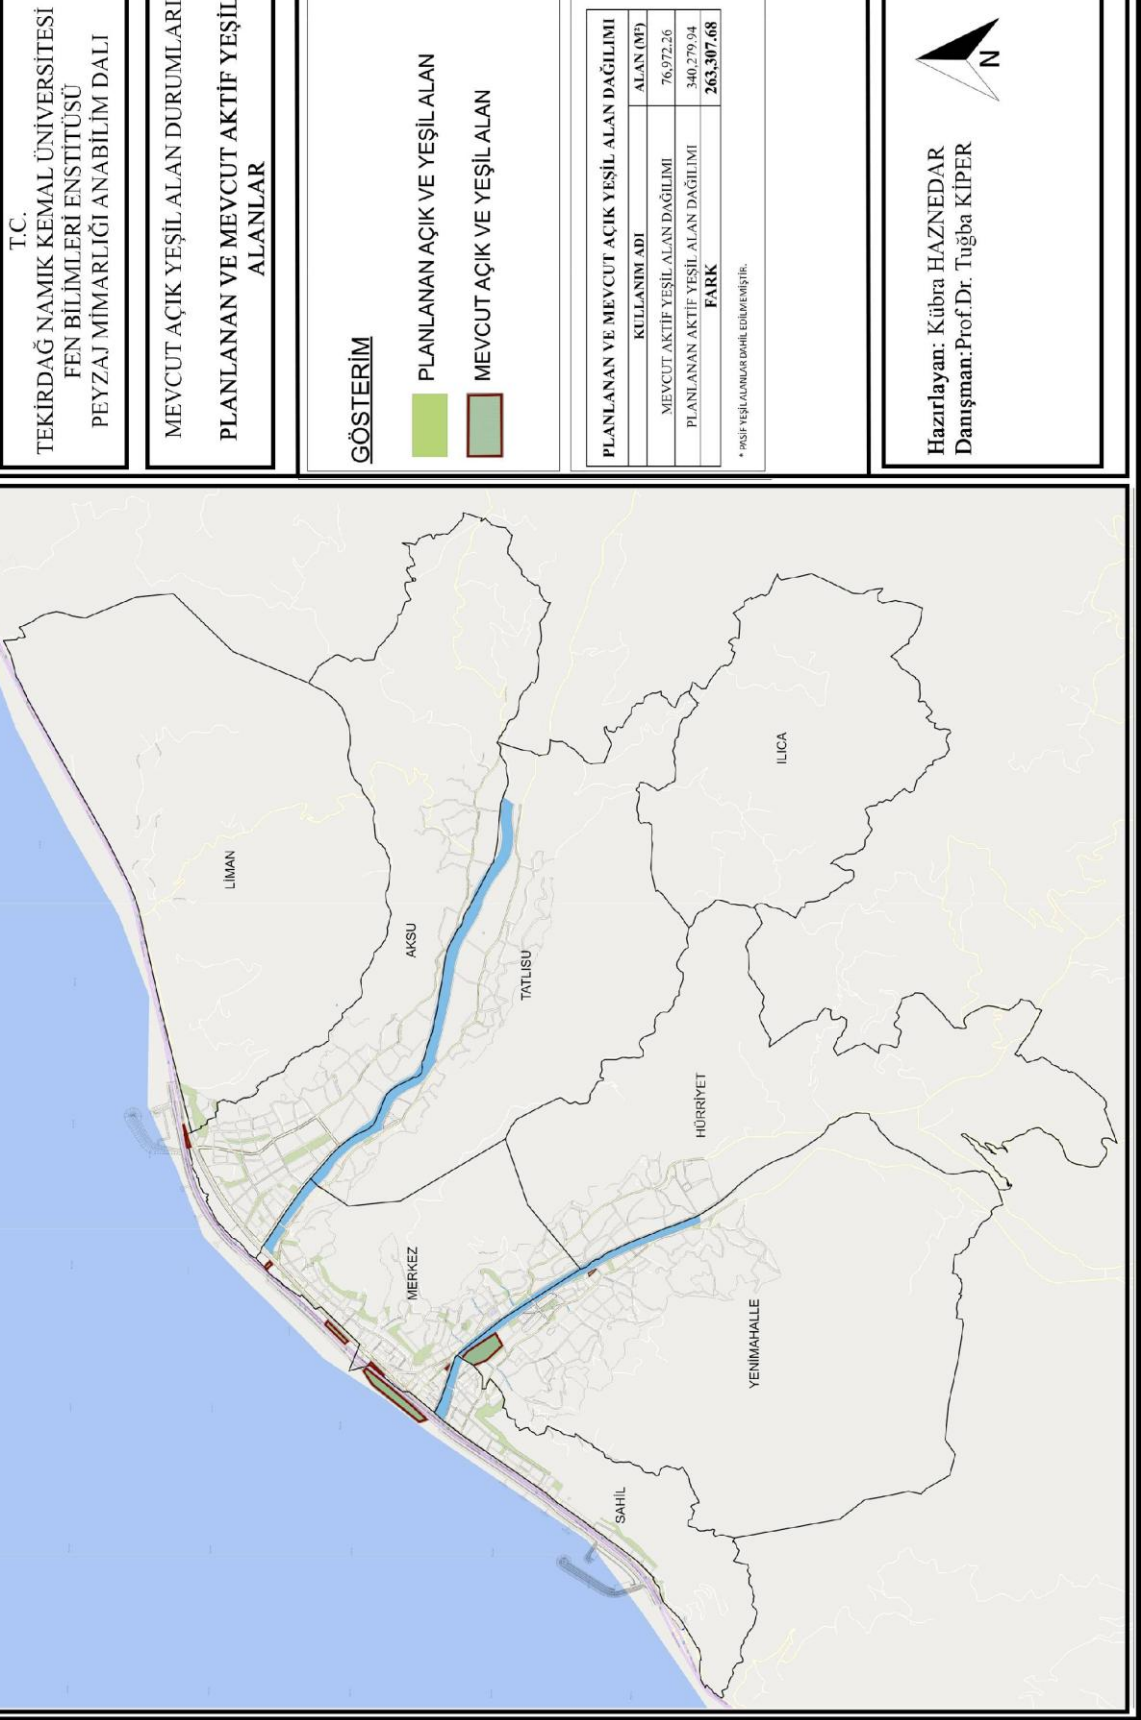 T.C.
TEKİRDAĞ NAMIK KEMAL ÜNİVERSİTESİ
FEN BİLİMLERİ ENSTİTÜSÜ
PEYZAJ MİMARLIĞI ANABİLİM DALI
MEVCUT AÇIK YEŞİL ALAN DURUMLARI
PLANLANAN VE MEVCUT AKTİF YEŞİL
ALANLAR
GÖSTERİM
PLANLANAN AÇIK VE YEŞİL ALAN
MEVCUT AÇIK VE YEŞİL ALAN
PLANLANAN VE MEVCUT AÇIK YEŞİL ALAN DAĞILIMI
KULLANIM ADI ALAN (M²)
MEVCUT AKTİF YEŞİL ALAN DAĞILIMI 76,972.26
PLANLANAN AKTİF YEŞİL ALAN DAĞILIMI 340,279.94
FARK 263,307.68
* PASİF YEŞİL ALANLAR DAHİL EDİLMEMİŞTİR.
Hazırlayan: Kübra HAZNEDAR
Danışman:Prof.Dr. Tuğba KİPER
N
LİMAN
AKSU
TATLISU
ILICA
MERKEZ
HÜRRİYET
YENİMAHALLE
SAHİL